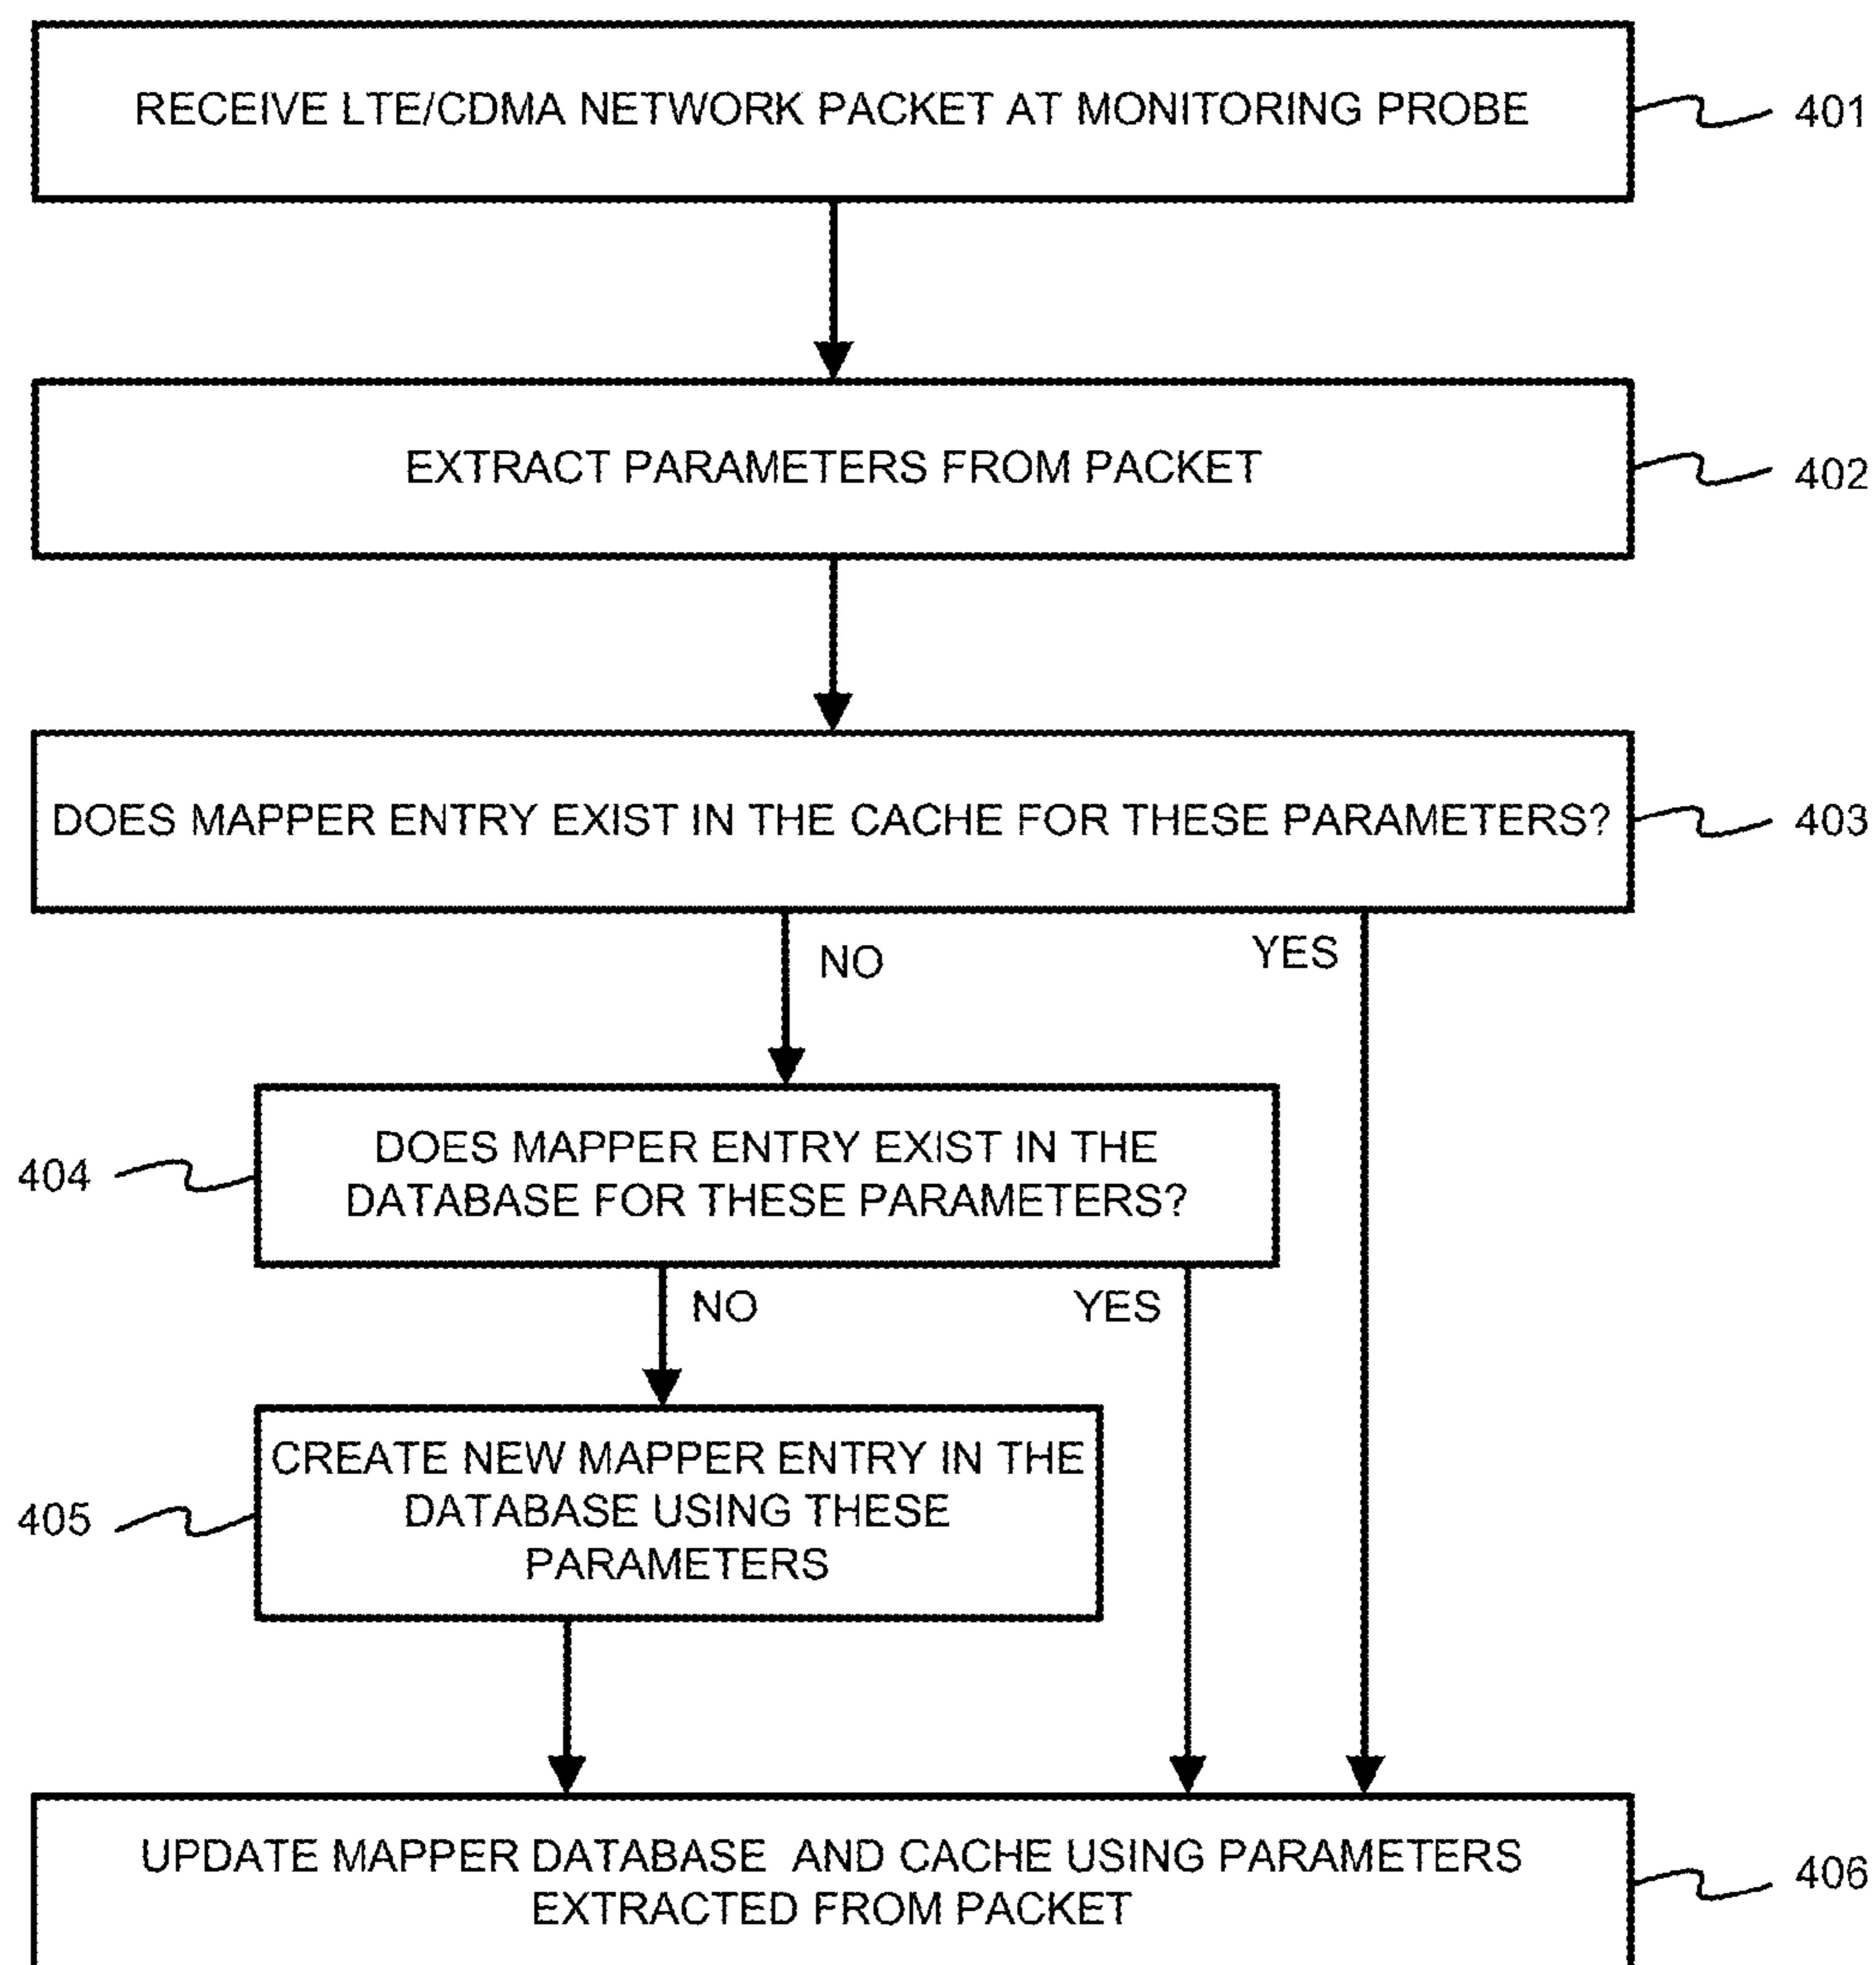 RECEIVE LTE/CDMA NETWORK PACKET AT MONITORING PROBE
401
EXTRACT PARAMETERS FROM PACKET
402
DOES MAPPER ENTRY EXIST IN THE CACHE FOR THESE PARAMETERS?
403
NO
YES
404
DOES MAPPER ENTRY EXIST IN THE
DATABASE FOR THESE PARAMETERS?
NO
YES
405
CREATE NEW MAPPER ENTRY IN THE
DATABASE USING THESE
PARAMETERS
UPDATE MAPPER DATABASE AND CACHE USING PARAMETERS
EXTRACTED FROM PACKET
406